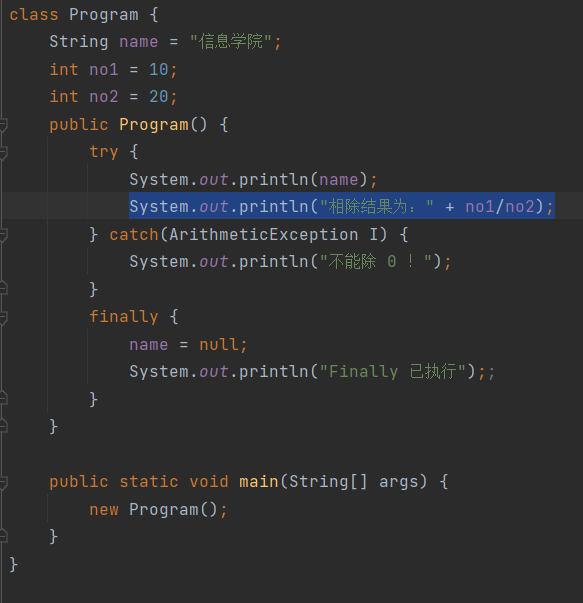 class Program {
    String name = "信息学院";
    int no1 = 10;
    int no2 = 20;
    public Program() {
        try {
            System.out.println(name);
            System.out.println("相除结果为：" + no1/no2);
        } catch(ArithmeticException I) {
            System.out.println("不能除 0 ！");
        }
        finally {
            name = null;
            System.out.println("Finally 已执行");;
        }
    }
    public static void main(String[] args) {
        new Program();
    }
}